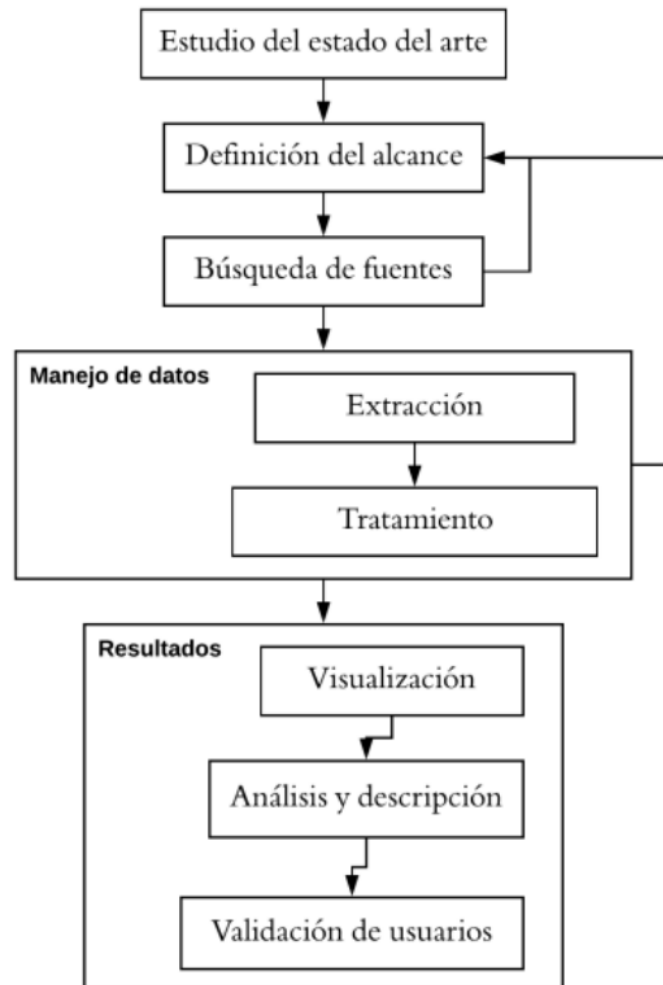 Estudio del estado del arte
Definición del alcance
Búsqueda de fuentes
Manejo de datos
Extracción
Tratamiento
Resultados
Visualización
Análisis y descripción
Validación de usuarios